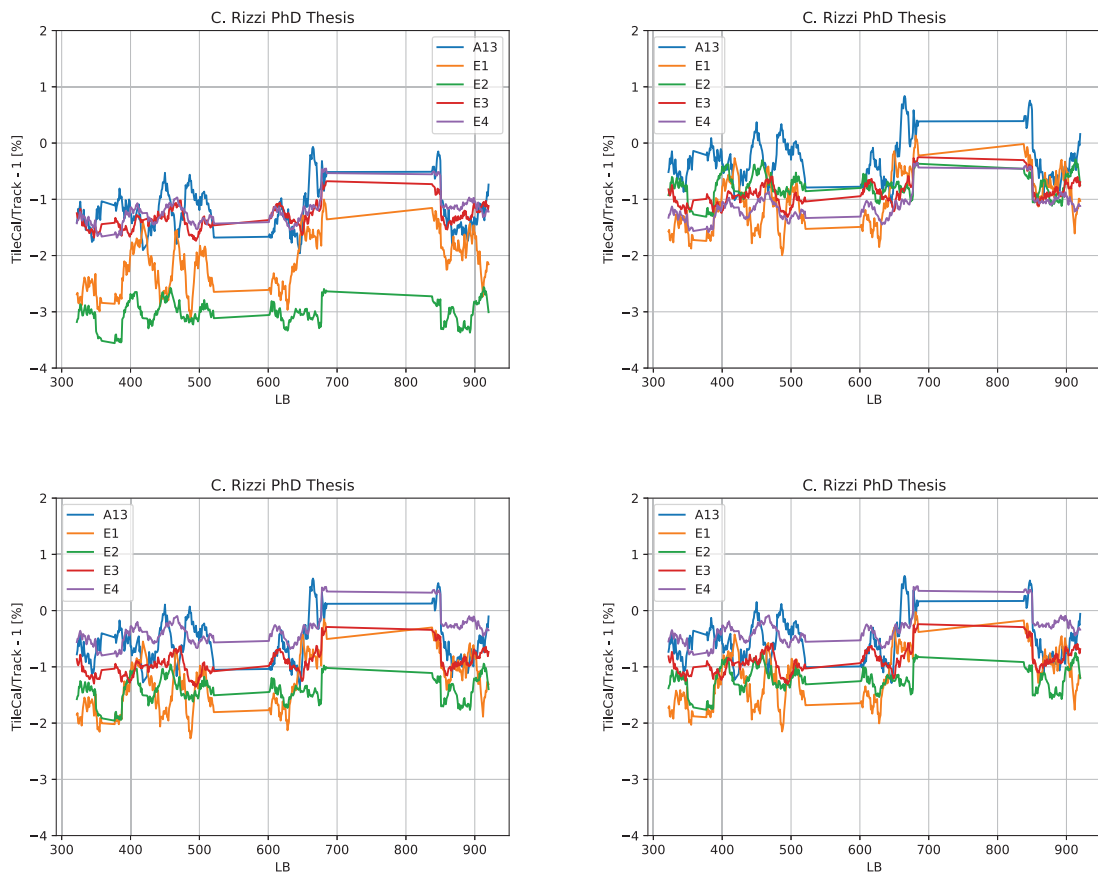 C. Rizzi PhD Thesis
2
1
0
−1
−2
−3
−4
TileCal/Track - 1 [%]
A13
E1
E2
E3
E4
300 400 500 600 700 800 900
LB
C. Rizzi PhD Thesis
2
1
0
−1
−2
−3
−4
TileCal/Track - 1 [%]
A13
E1
E2
E3
E4
300 400 500 600 700 800 900
LB
C. Rizzi PhD Thesis
2
1
0
−1
−2
−3
−4
TileCal/Track - 1 [%]
A13
E1
E2
E3
E4
300 400 500 600 700 800 900
LB
C. Rizzi PhD Thesis
2
1
0
−1
−2
−3
−4
TileCal/Track - 1 [%]
A13
E1
E2
E3
E4
300 400 500 600 700 800 900
LB